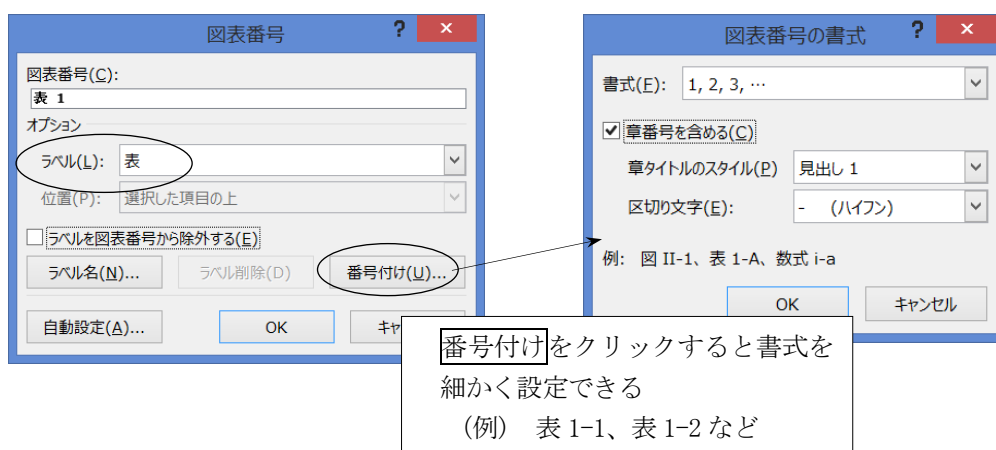 図表番号 ? ×
図表番号(C):
表 1
オプション
ラベル(L): 表
位置(P): 選択した項目の上
ラベルを図表番号から除外する(E)
ラベル名(N)... ラベル削除(D) 番号付け(U)...
自動設定(A)... OK キャ
図表番号の書式 ? ×
書式(F): 1, 2, 3, …
章番号を含める(C)
章タイトルのスタイル(P) 見出し 1
区切り文字(E): - (ハイフン)
例: 図 II-1、表 1-A、数式 i-a
OK キャンセル
番号付けをクリックすると書式を
細かく設定できる
(例) 表 1-1、表 1-2 など